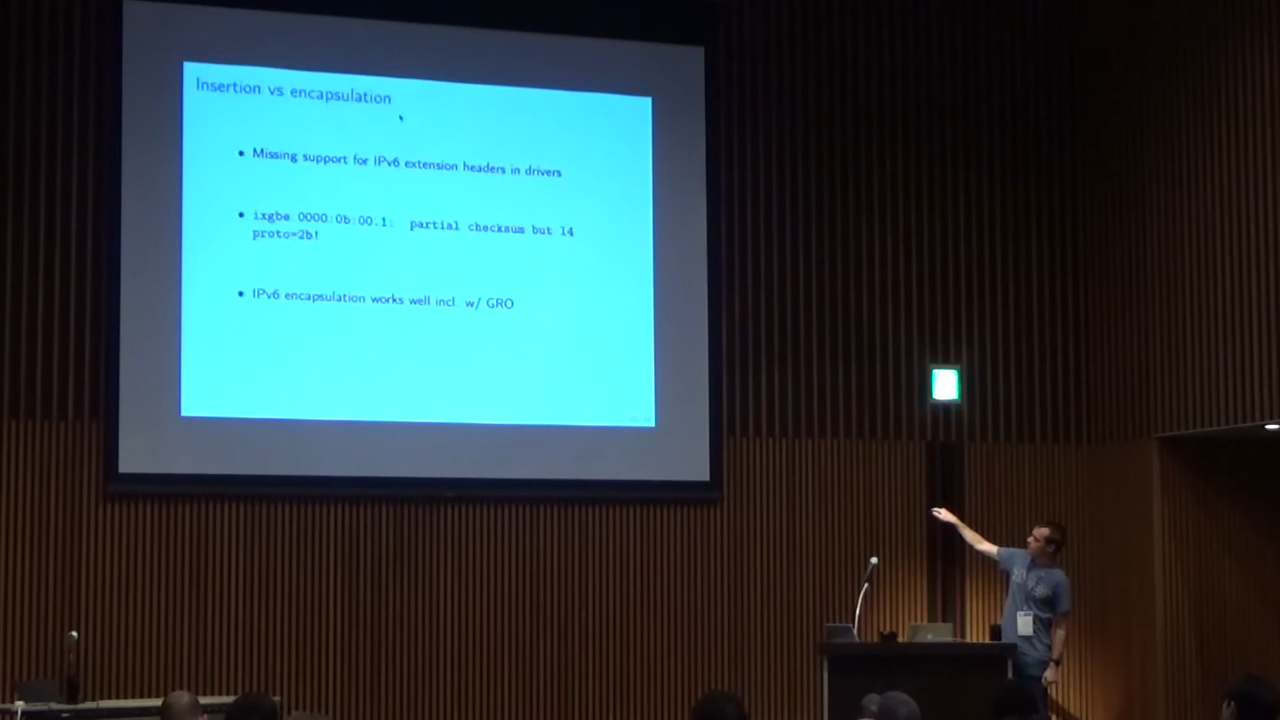 Insertion vs encapsulation
• Missing support for IPv6 extension headers in drivers
• ixgbe 0000:0b:00.1: partial checksum but l4
proto=2b!
• IPv6 encapsulation works well incl. w/ GRO